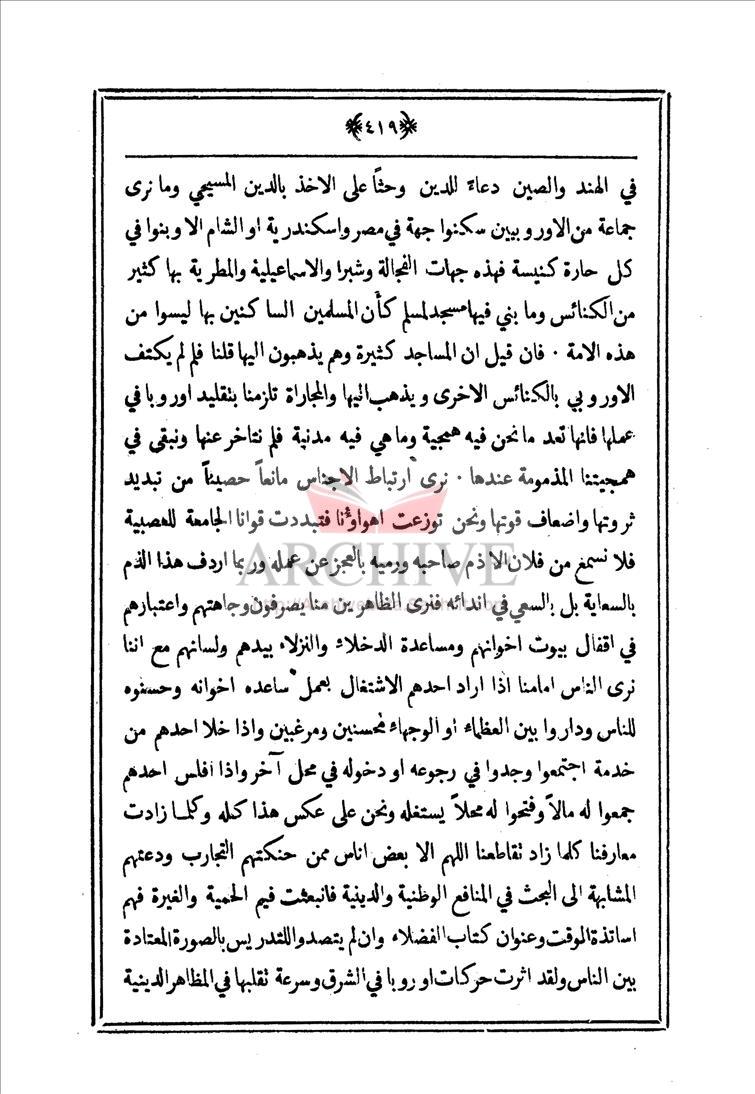 ﴿٤١٩﴾
في الهند والصين دعاءً للدين وحثاً على الاخذ بالدين المسيحي وما نرى
جماعة من الاوروبيين سكنوا جهة في مصر واسكندرية او الشام الا وبنوا في
كل حارة كنيسة فهذه جهات الفجالة وشبرا والاسماعيلية والمطرية بها كثير
من الكنائس وما بني فيها مسجد لمسلم كأن المسلمين الساكنين بها ليسوا من
هذه الامة ٠ فان قيل ان المساجد كثيرة وهم يذهبون اليها قلنا فلم لم يكتف
الاوروبي بالكنائس الاخرى ويذهب اليها والمجاراة تلزمنا بتقليد اوروبا في
عملها فانها تعد ما نحن فيه همجية وما هي فيه مدنية فلم نتاخر عنها ونبقى في
همجيتنا المذمومة عندها ٠ نرى ارتباط الاجناس مانعاً حصيناً من تبديد
ثروتها واضعاف قوتها ونحن توزعت اهواؤنا فتبددت قوانا الجامعة للعصبية
فلا نسمع من فلان الا ذم صاحبه ورميه بالعجز عن عمله وربما اردف هذا الذم
بالسعاية بل بالسعي في اندائه فنرى الظاهرين منا يصرفون وجاهتهم واعتبارهم
في اقفال بيوت اخوانهم ومساعدة الدخلاء والنزلاء بيدهم ولسانهم مع اننا
نرى الناس امامنا اذا اراد احدهم الاشتغال بعمل ساعده اخوانه وحسنوه
للناس وداروا بين العظماء او الوجهاء محسنين ومرغبين واذا خلا احدهم من
خدمة اجتمعوا وجدوا في رجوعه او دخوله في محل آخر واذا افلس احدهم
جمعوا له مالاً وفتحوا له محلاً يستغله ونحن على عكس هذا كله وكلما زادت
معارفنا كلما زاد تقاطعنا اللهم الا بعض اناس ممن حنكتهم التجارب ودعتهم
المشابهة الى البحث في المنافع الوطنية والدينية فانبعثت فيهم الحمية والغيرة فهم
اساتذة الوقت وعنوان كتاب الفضلاء وان لم يتصدوا للتدريس بالصورة المعتادة
بين الناس ولقد اثرت حركات اوروبا في الشرق وسرعة تقلبها في المظاهر الدينية
ARCHIVE